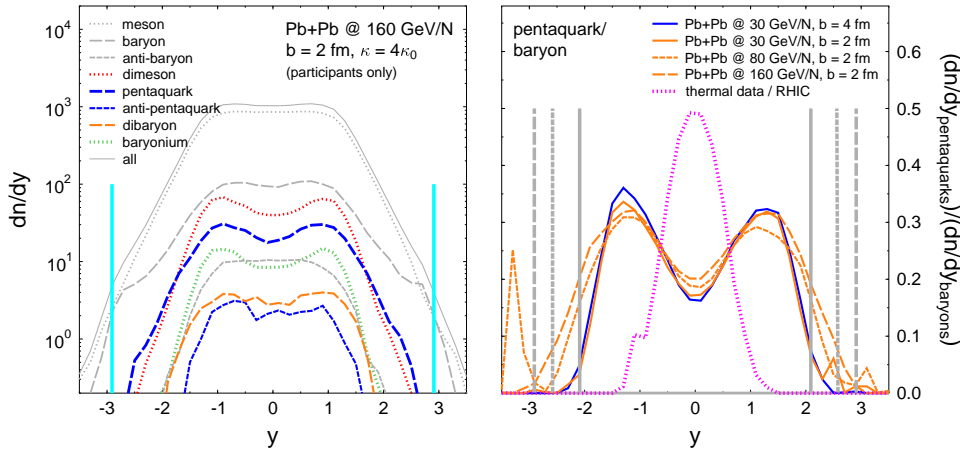 10^4
10^3
10^2
10^1
10^0
dn/dy
meson
baryon
anti-baryon
dimeson
pentaquark
anti-pentaquark
dibaryon
baryonium
all
Pb+Pb @ 160 GeV/N
b = 2 fm, κ = 4κ_0
(participants only)
-3 -2 -1 0 1 2 3
y
pentaquark/
baryon
Pb+Pb @ 30 GeV/N, b = 4 fm
Pb+Pb @ 30 GeV/N, b = 2 fm
Pb+Pb @ 80 GeV/N, b = 2 fm
Pb+Pb @ 160 GeV/N, b = 2 fm
thermal data / RHIC
0.6
0.5
0.4
0.3
0.2
0.1
0.0
(dn/dy_pentaquarks)/(dn/dy_baryons)
-3 -2 -1 0 1 2 3
y